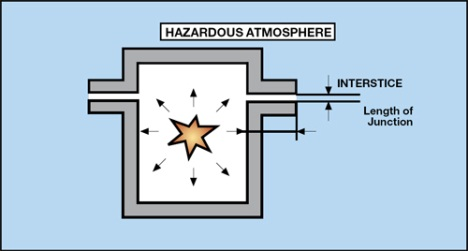 HAZARDOUS ATMOSPHERE
INTERSTICE
Length of
Junction